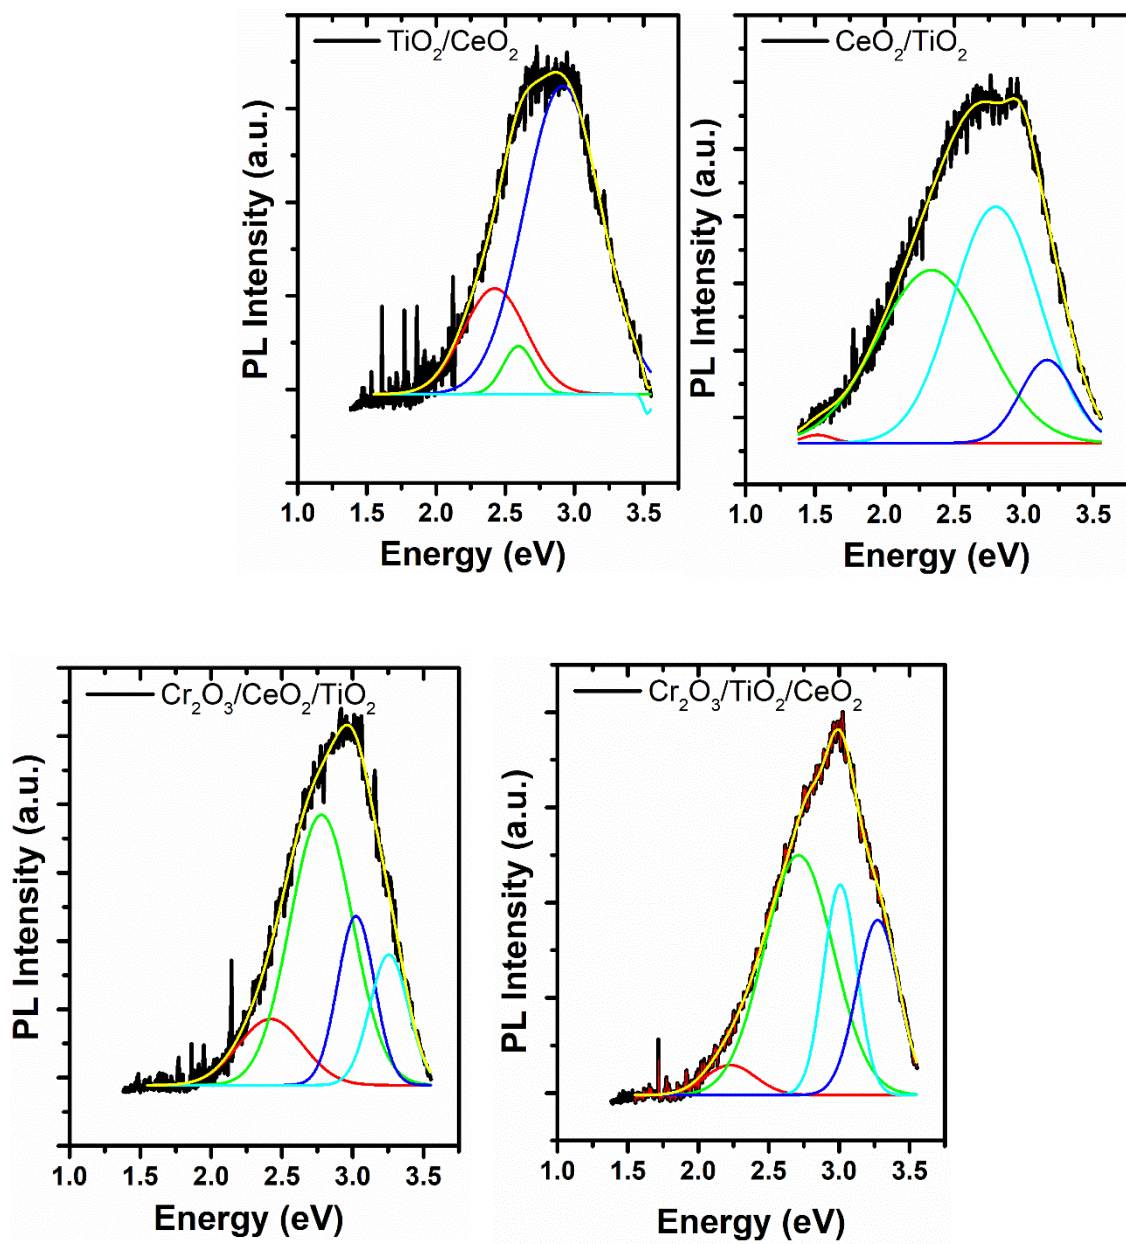 TiO₂/CeO₂
PL Intensity (a.u.)
1.0 1.5 2.0 2.5 3.0 3.5
Energy (eV)
CeO₂/TiO₂
PL Intensity (a.u.)
1.0 1.5 2.0 2.5 3.0 3.5
Energy (eV)
Cr₂O₃/CeO₂/TiO₂
PL Intensity (a.u.)
1.0 1.5 2.0 2.5 3.0 3.5
Energy (eV)
Cr₂O₃/TiO₂/CeO₂
PL Intensity (a.u.)
1.0 1.5 2.0 2.5 3.0 3.5
Energy (eV)